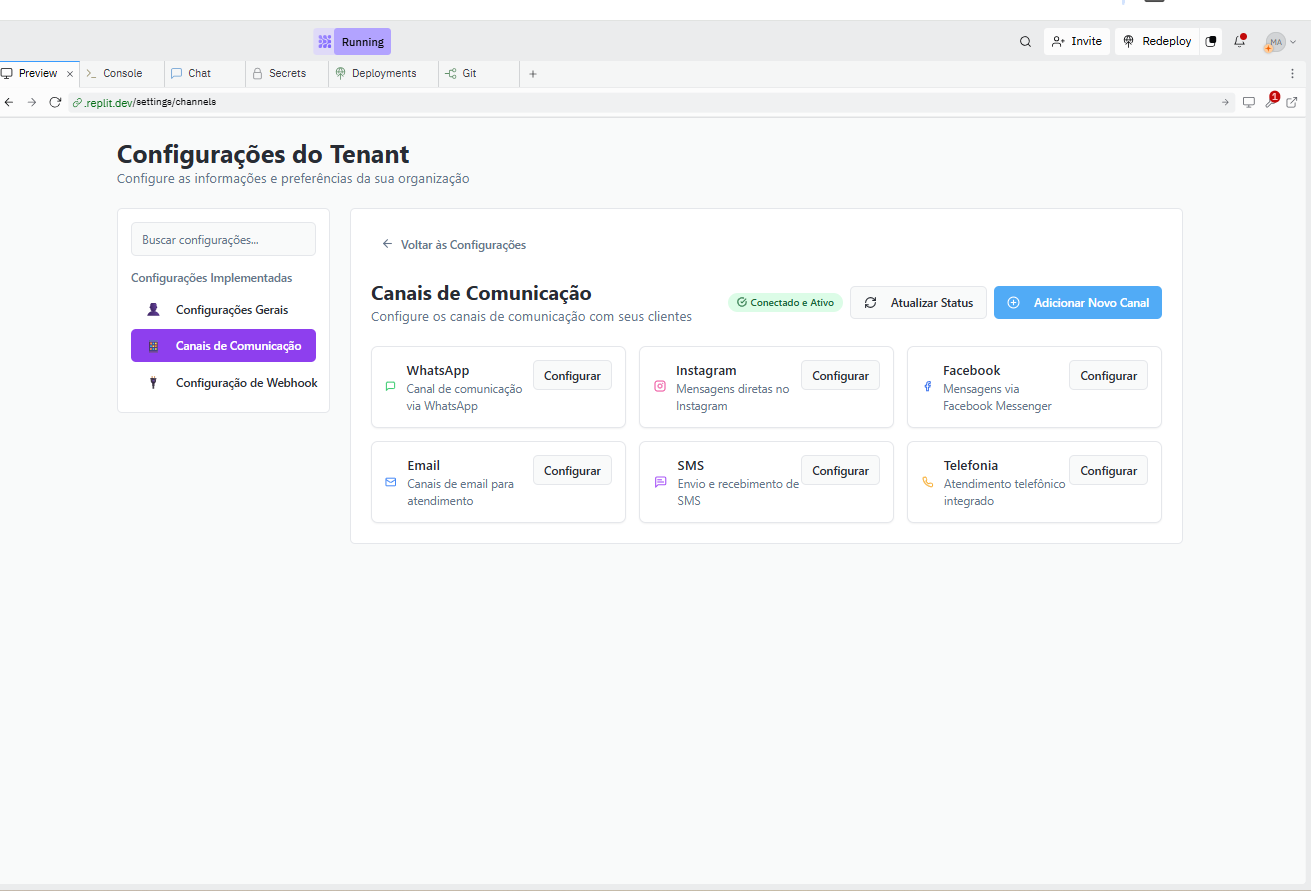 Running
Invite
Redeploy
MA
Preview
Console
Chat
Secrets
Deployments
Git
.replit.dev/settings/channels
1
Configurações do Tenant
Configure as informações e preferências da sua organização
Buscar configurações...
Configurações Implementadas
Configurações Gerais
Canais de Comunicação
Configuração de Webhook
Voltar às Configurações
Canais de Comunicação
Configure os canais de comunicação com seus clientes
Conectado e Ativo
Atualizar Status
Adicionar Novo Canal
WhatsApp
Canal de comunicação
via WhatsApp
Configurar
Instagram
Mensagens diretas no
Instagram
Configurar
Facebook
Mensagens via
Facebook Messenger
Configurar
Email
Canais de email para
atendimento
Configurar
SMS
Envio e recebimento de
SMS
Configurar
Telefonia
Atendimento telefônico
integrado
Configurar